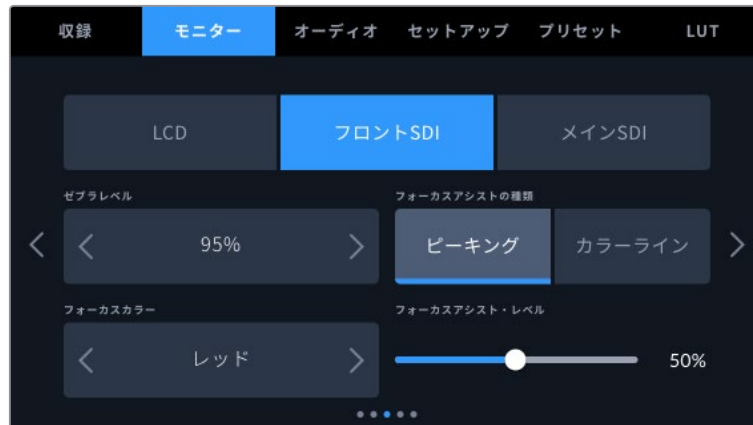 収録 モニター オーディオ セットアップ プリセット LUT
LCD フロントSDI メインSDI
ゼブラレベル フォーカスアシストの種類
95% ピーキング カラーライン
フォーカスカラー フォーカスアシスト・レベル
レッド 50%